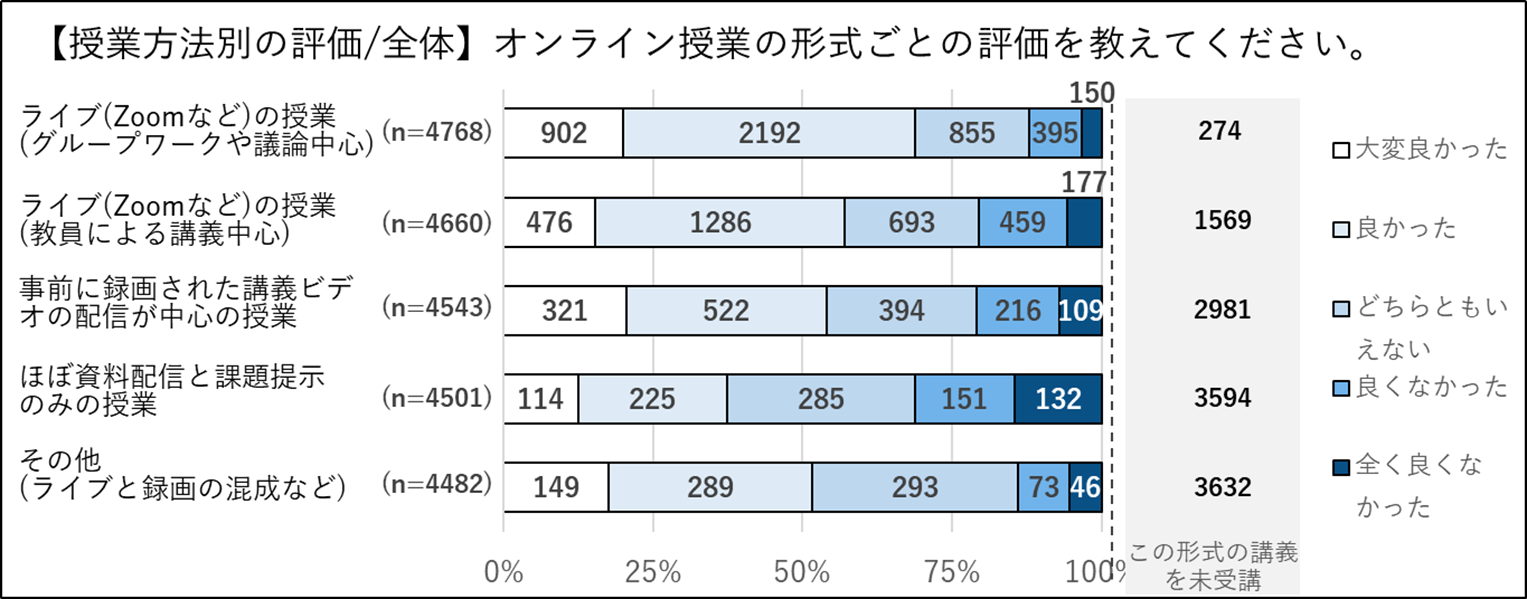 【授業方法別の評価/全体】オンライン授業の形式ごとの評価を教えてください。
ライブ(Zoomなど)の授業
(グループワークや議論中心)
(n=4768)
902
2192
855
395
150
274
ライブ(Zoomなど)の授業
(教員による講義中心)
(n=4660)
476
1286
693
459
177
1569
事前に録画された講義ビデ
オの配信が中心の授業
(n=4543)
321
522
394
216
109
2981
ほぼ資料配信と課題提示
のみの授業
(n=4501)
114
225
285
151
132
3594
その他
(ライブと録画の混成など)
(n=4482)
149
289
293
73
46
3632
0%
25%
50%
75%
100%
この形式の講義
を未受講
大変良かった
良かった
どちらともい
えない
良くなかった
全く良くな
かった